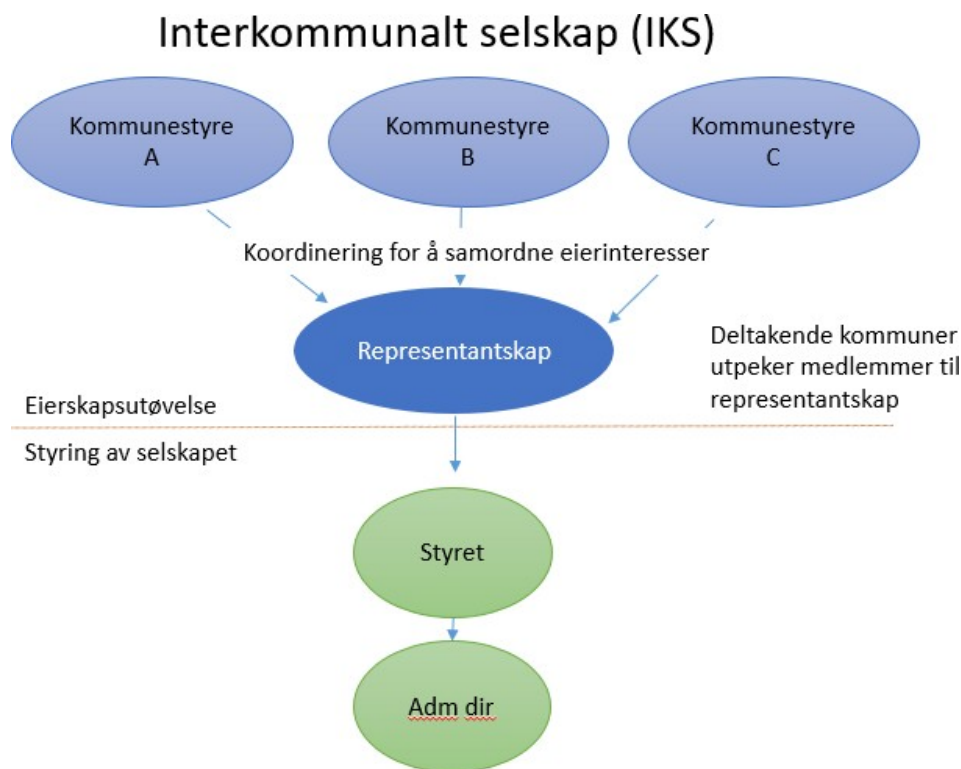 Interkommunalt selskap (IKS)
Kommunestyre
A
Kommunestyre
B
Kommunestyre
C
Koordinering for å samordne eierinteresser
Representantskap
Deltakende kommuner
utpeker medlemmer til
representantskap
Eierskapsutøvelse
Styring av selskapet
Styret
Adm dir